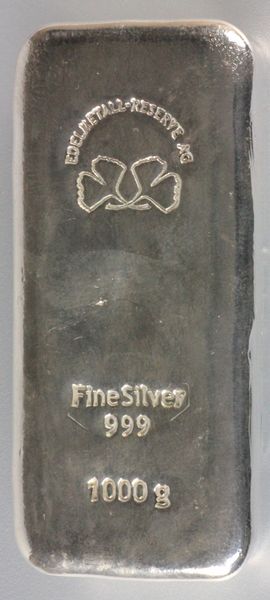 EDELMETALL-RESERVE AG
Fine Silver
999
1000 g